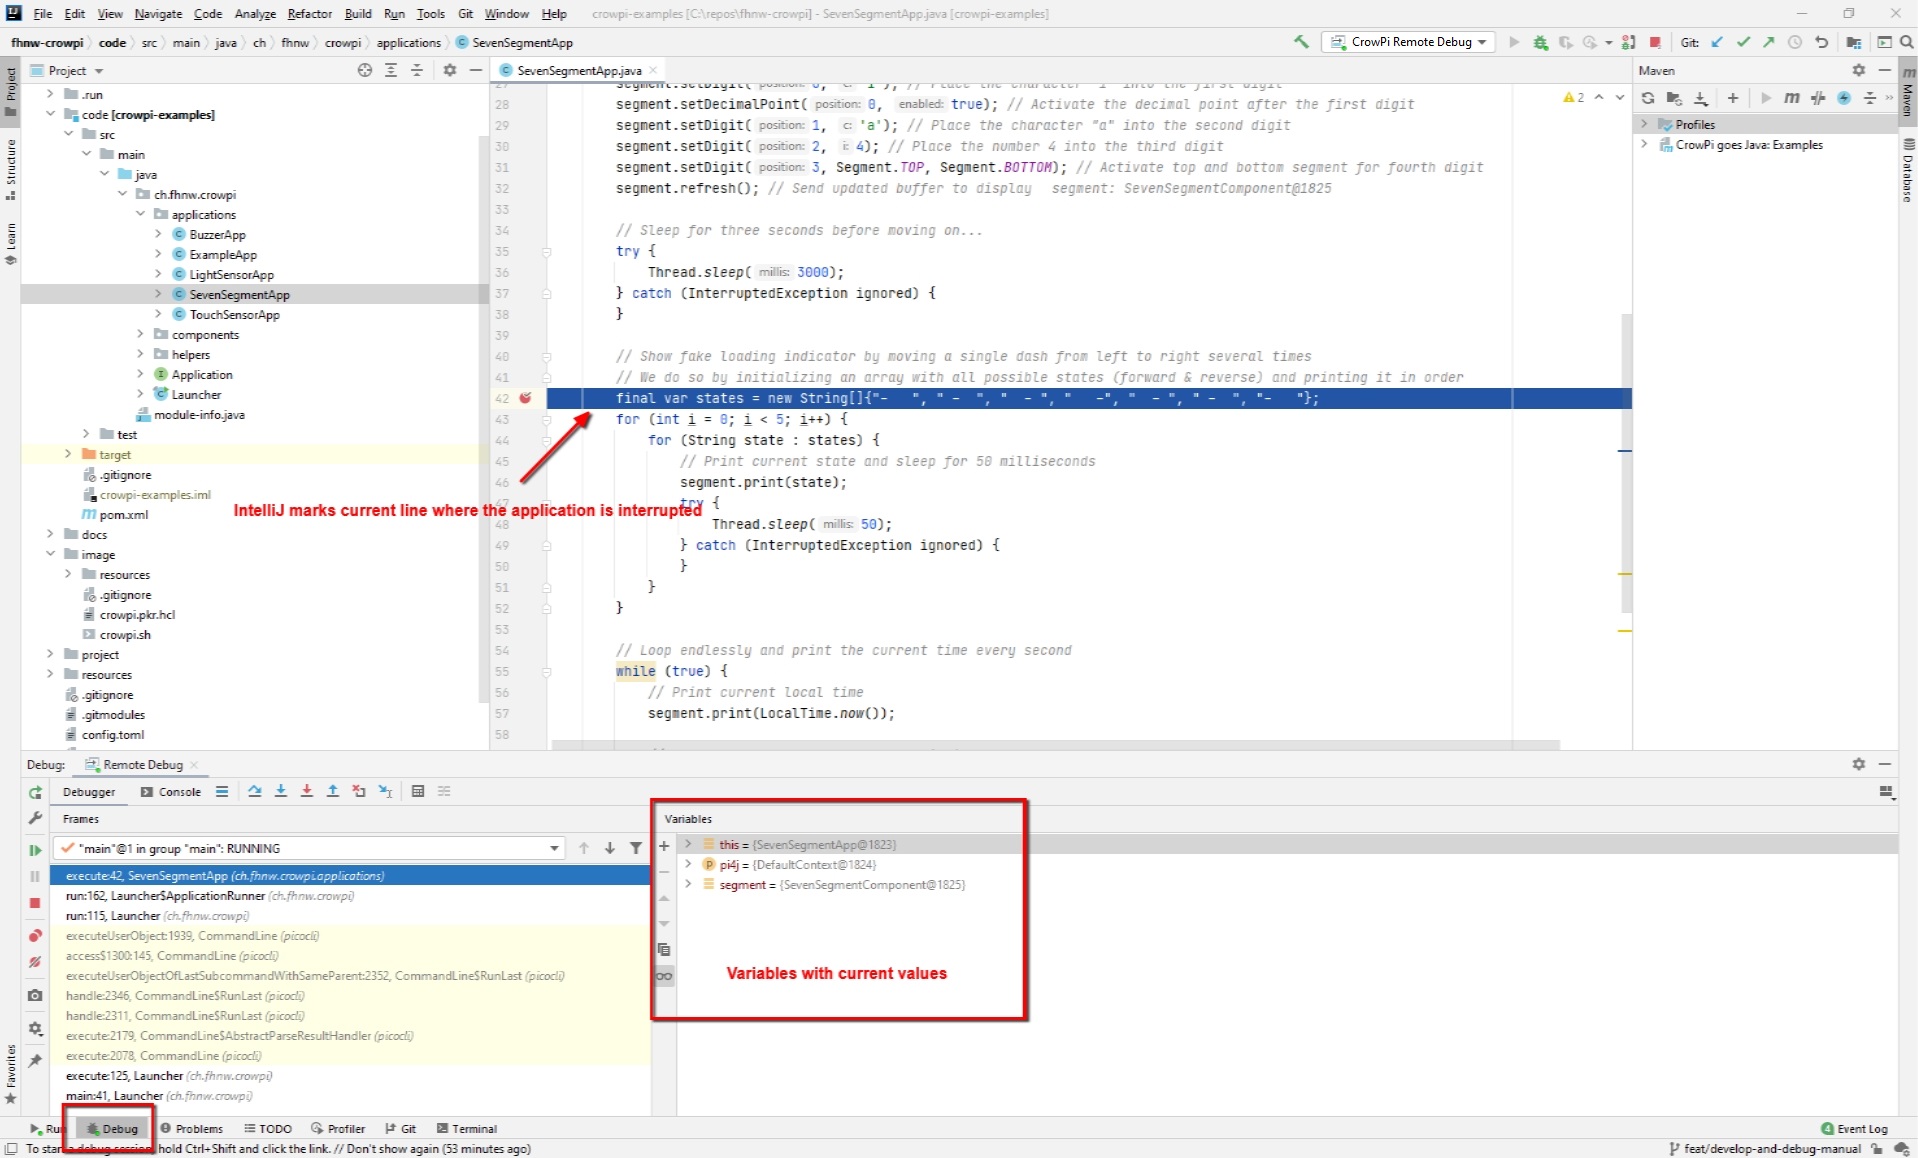 File Edit View Navigate Code Analyze Refactor Build Run Tools Git Window Help crowpi-examples [C:\repos\fhnw-crowpi] - SevenSegmentApp.java [crowpi-examples]
fhnw-crowpi code src main java ch fhnw crowpi applications SevenSegmentApp
CrowPi Remote Debug
Git:
Project
Structure
Learn
Favorites
Project
.run
code [crowpi-examples]
src
main
java
ch.fhnw.crowpi
applications
BuzzerApp
ExampleApp
LightSensorApp
SevenSegmentApp
TouchSensorApp
components
helpers
Application
Launcher
module-info.java
test
target
.gitignore
crowpi-examples.iml
pom.xml
docs
image
resources
.gitignore
crowpi.pkr.hcl
crowpi.sh
project
resources
.gitignore
.gitmodules
config.toml
SevenSegmentApp.java
2
28 segment.setDecimalPoint( position: 0, enabled: true); // Activate the decimal point after the first digit
29 segment.setDigit( position: 1, c: 'a'); // Place the character "a" into the second digit
30 segment.setDigit( position: 2, i: 4); // Place the number 4 into the third digit
31 segment.setDigit( position: 3, Segment.TOP, Segment.BOTTOM); // Activate top and bottom segment for fourth digit
32 segment.refresh(); // Send updated buffer to display segment: SevenSegmentComponent@1825
33
34 // Sleep for three seconds before moving on...
35 try {
36 Thread.sleep( millis: 3000);
37 } catch (InterruptedException ignored) {
38 }
39
40 // Show fake loading indicator by moving a single dash from left to right several times
41 // We do so by initializing an array with all possible states (forward & reverse) and printing it in order
42 final var states = new String[]{"-   ", " -  ", "  - ", "   -", "  - ", " -  ", "-   "};
43 for (int i = 0; i < 5; i++) {
44 for (String state : states) {
45 // Print current state and sleep for 50 milliseconds
46 segment.print(state);
47 try {
IntelliJ marks current line where the application is interrupted
48 Thread.sleep( millis: 50);
49 } catch (InterruptedException ignored) {
50 }
51 }
52 }
53
54 // Loop endlessly and print the current time every second
55 while (true) {
56 // Print current local time
57 segment.print(LocalTime.now());
58
Maven
Profiles
CrowPi goes Java: Examples
Maven
Database
Debug: Remote Debug
Debugger Console
Frames
"main"@1 in group "main": RUNNING
execute:42, SevenSegmentApp (ch.fhnw.crowpi.applications)
run:162, Launcher$ApplicationRunner (ch.fhnw.crowpi)
run:115, Launcher (ch.fhnw.crowpi)
executeUserObject:1939, CommandLine (picocli)
access$1300:145, CommandLine (picocli)
executeUserObjectOfLastSubcommandWithSameParent:2352, CommandLine$RunLast (picocli)
handle:2346, CommandLine$RunLast (picocli)
handle:2311, CommandLine$RunLast (picocli)
execute:2179, CommandLine$AbstractParseResultHandler (picocli)
execute:2078, CommandLine (picocli)
execute:125, Launcher (ch.fhnw.crowpi)
main:41, Launcher (ch.fhnw.crowpi)
Variables
this = {SevenSegmentApp@1823}
pi4j = {DefaultContext@1824}
segment = {SevenSegmentComponent@1825}
Variables with current values
Run Debug Problems TODO Profiler Git Terminal
4 Event Log
hold Ctrl+Shift and click the link. // Don't show again (53 minutes ago)
feat/develop-and-debug-manual